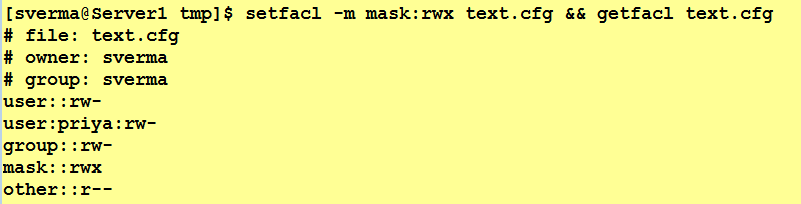 [sverma@Server1 tmp]$ setfacl -m mask:rwx text.cfg && getfacl text.cfg
# file: text.cfg
# owner: sverma
# group: sverma
user::rw-
user:priya:rw-
group::rw-
mask::rwx
other::r--